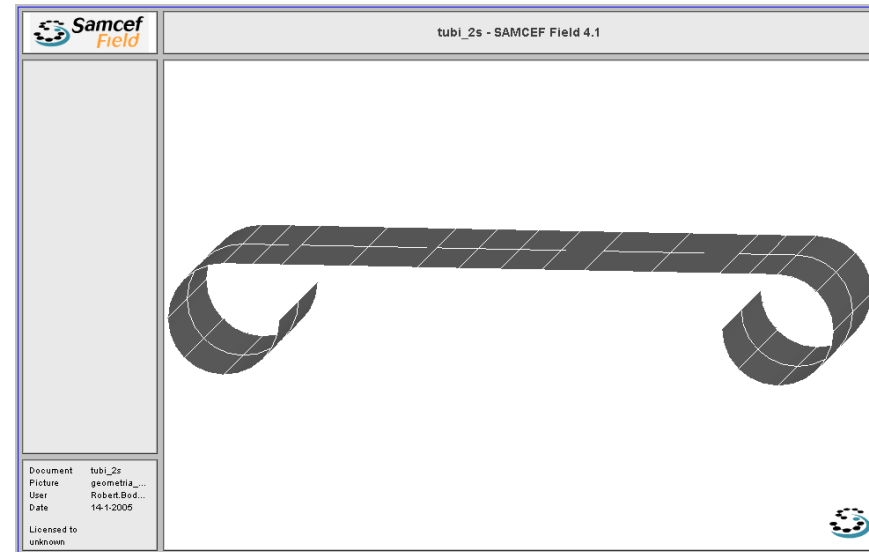 Samcef
Field
tubi_2s - SAMCEF Field 4.1
Document tubi_2s
Picture geometria_...
User Robert.Bod...
Date 14-1-2005
Licensed to
unknown